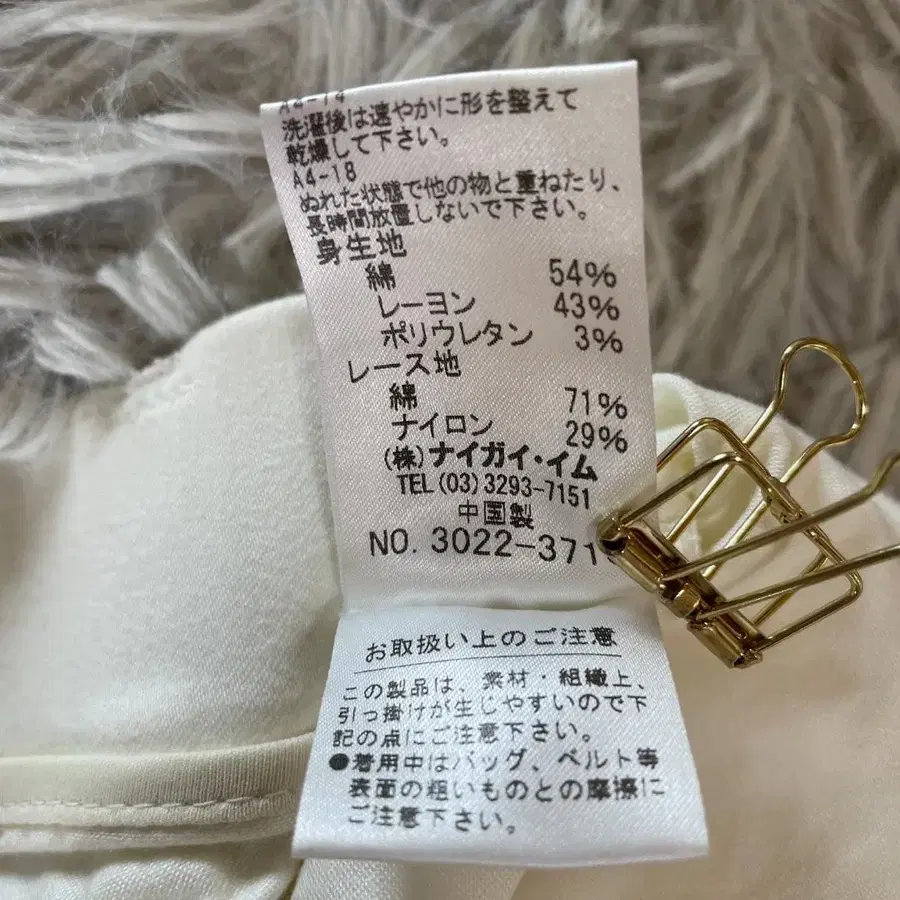 A4-14
洗濯後は速やかに形を整えて
乾燥して下さい。
A4-18
ぬれた状態で他の物と重ねたり、
長時間放置しないで下さい。
身生地
綿 54%
レーヨン 43%
ポリウレタン 3%
レース地
綿 71%
ナイロン 29%
(株)ナイガイ・イム
TEL(03)3293-7151
中国製
NO. 3022-371
お取扱い上のご注意
この製品は、素材・組織上、
引っ掛けが生じやすいので下
記の点にご注意下さい。
●着用中はバッグ、ベルト等
表面の粗いものとの摩擦に
ご注意下さい。